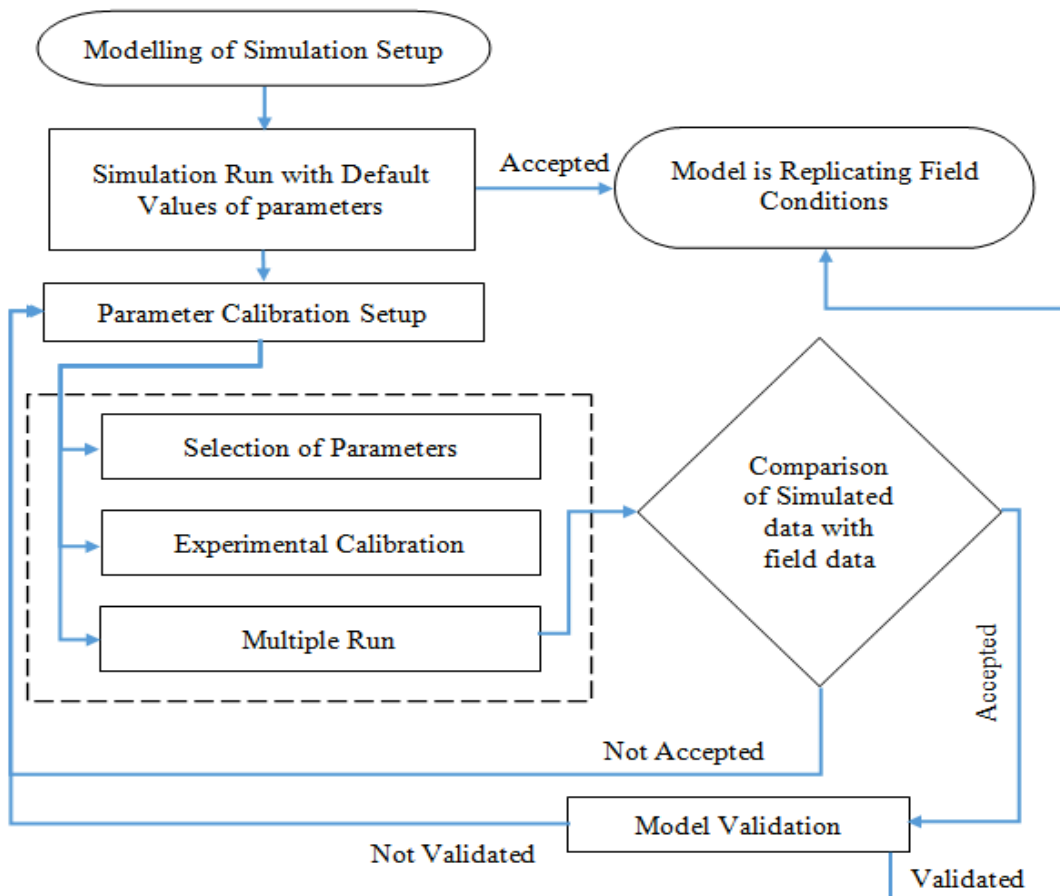 Modelling of Simulation Setup
Simulation Run with Default
Values of parameters
Accepted
Model is Replicating Field
Conditions
Parameter Calibration Setup
Selection of Parameters
Experimental Calibration
Multiple Run
Comparison
of Simulated
data with
field data
Accepted
Not Accepted
Model Validation
Not Validated
Validated